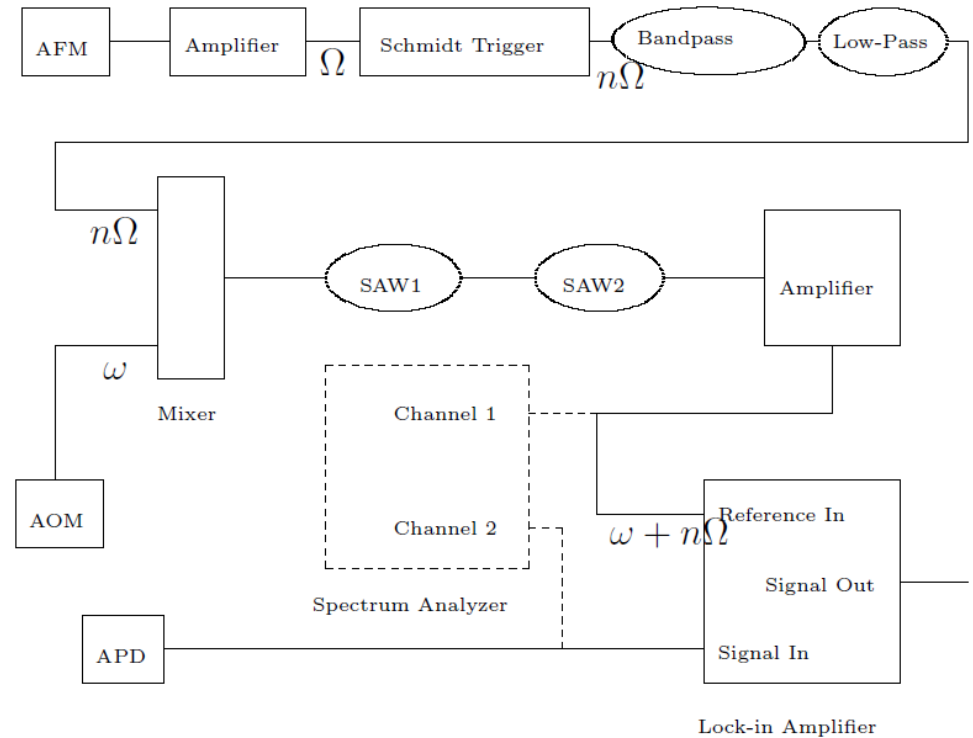 AFM
Amplifier
Ω
Schmidt Trigger
nΩ
Bandpass
Low-Pass
nΩ
SAW1
SAW2
Amplifier
ω
Mixer
Channel 1
AOM
Channel 2
Reference In
ω + nΩ
Signal Out
Spectrum Analyzer
APD
Signal In
Lock-in Amplifier